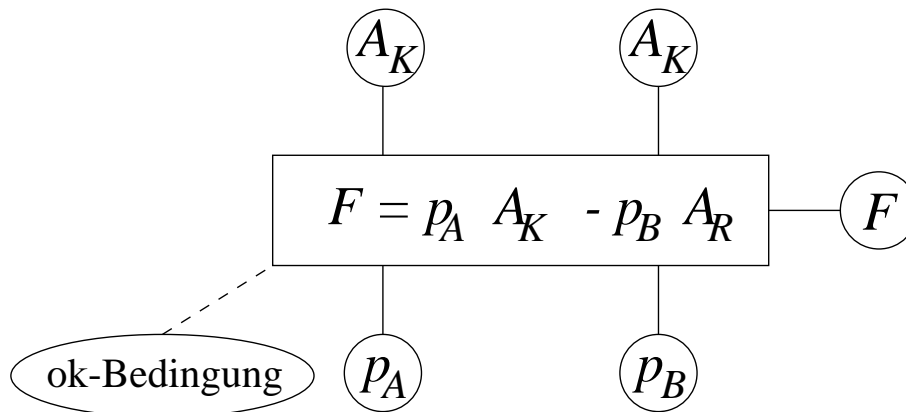 A_K A_K
F = p_A A_K - p_B A_R F
ok-Bedingung p_A p_B